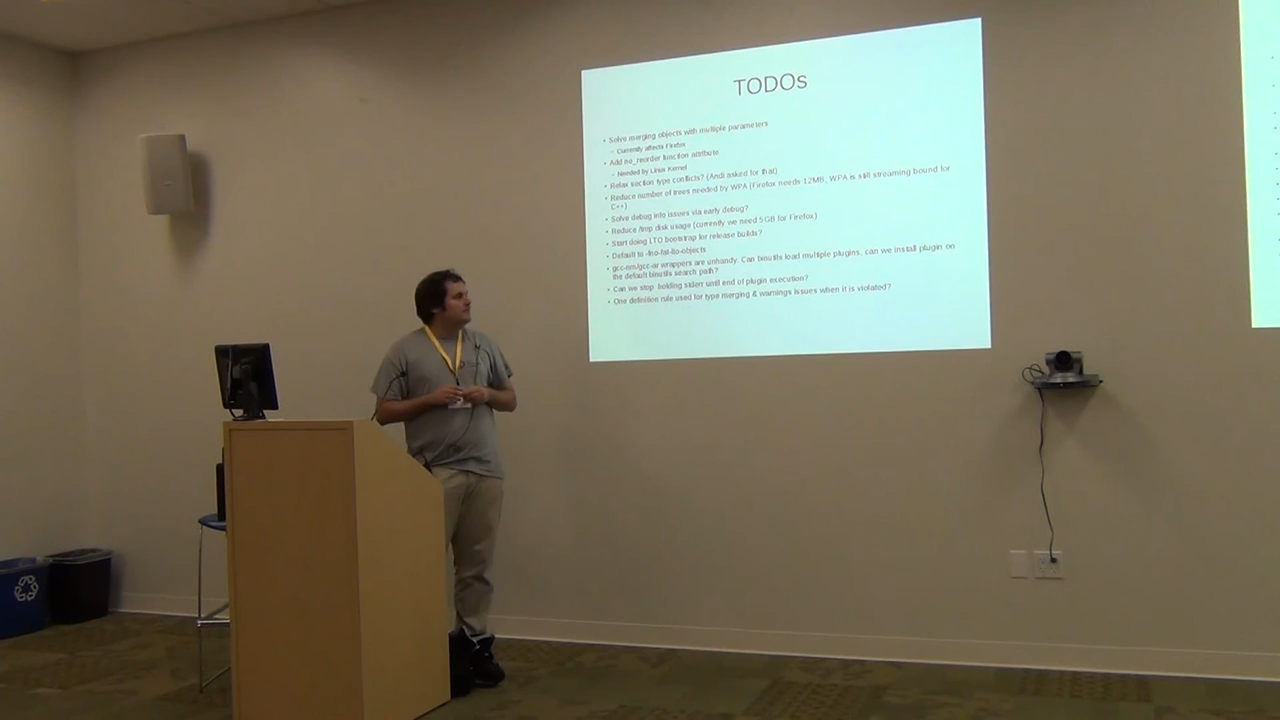 TODOs
• Solve merging objects with multiple parameters
– Currently affects Firefox
• Add no_reorder function attribute
– Needed by Linux Kernel
• Relax section type conflicts? (Andi asked for that)
• Reduce number of trees needed by WPA (Firefox needs 12MB, WPA is still streaming bound for
C++)
• Solve debug info issues via early debug?
• Reduce /tmp disk usage (currently we need 5GB for Firefox)
• Start doing LTO bootstrap for release builds?
• Default to -fno-fat-lto-objects
• gcc-nm/gcc-ar wrappers are unhandy. Can binutils load multiple plugins, can we install plugin on
the default binutils search path?
• Can we stop holding stderr until end of plugin execution?
• One definition rule used for type merging & warnings issues when it is violated?